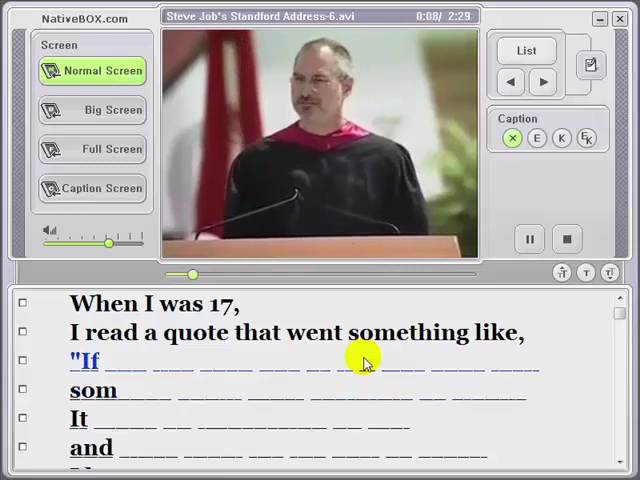 NativeBOX.com
Steve Job's Standford Address-6.avi 0:08/ 2:29
Screen
Normal Screen
Big Screen
Full Screen
Caption Screen
List
Caption
× E K EK
T T T
When I was 17,
I read a quote that went something like,
"If
som
It
and